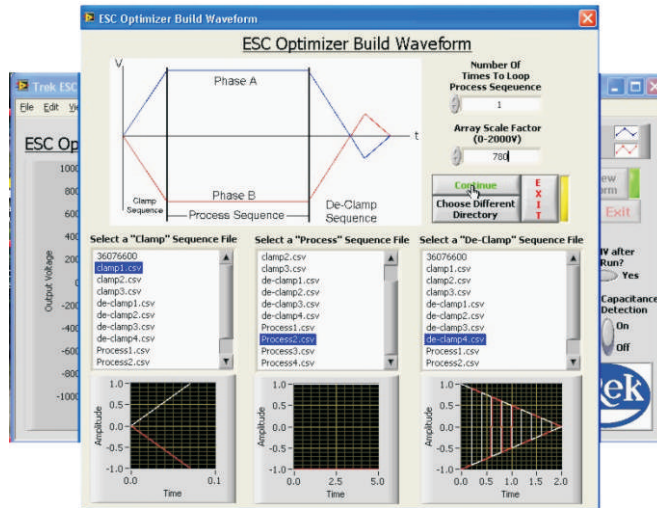 ESC Optimizer Build Waveform
ESC Optimizer Build Waveform
Trek ESC
File Edit
ESC Op
Output Voltage
1000
800
600
400
200
0
-200
-400
-600
-800
-1000
V
Phase A
t
Phase B
Clamp
Sequence
Process Sequence
De-Clamp
Sequence
Number Of
Times To Loop
Process Seqeuence
1
Array Scale Factor
(0-2000V)
780
Continue
Choose Different
Directory
EXIT
Exit
Run?
Yes
Capacitance
Detection
On
Off
Select a "Clamp" Sequence File
36076600
clamp1.csv
clamp2.csv
clamp3.csv
de-clamp1.csv
de-clamp2.csv
de-clamp3.csv
de-clamp4.csv
Process1.csv
Process2.csv
Select a "Process" Sequence File
clamp2.csv
clamp3.csv
de-clamp1.csv
de-clamp2.csv
de-clamp3.csv
de-clamp4.csv
Process1.csv
Process2.csv
Process3.csv
Process4.csv
Select a "De-Clamp" Sequence File
36076600
clamp1.csv
clamp2.csv
clamp3.csv
de-clamp1.csv
de-clamp2.csv
de-clamp3.csv
de-clamp4.csv
Process1.csv
Process2.csv
Amplitude
1.0
0.5
0.0
-0.5
-1.0
0.0 0.1
Time
Amplitude
1.0
0.5
0.0
-0.5
-1.0
0.0 2.5 5.0
Time
Amplitude
1.0
0.5
0.0
-0.5
-1.0
0.0 0.5 1.0 1.5 2.0
Time